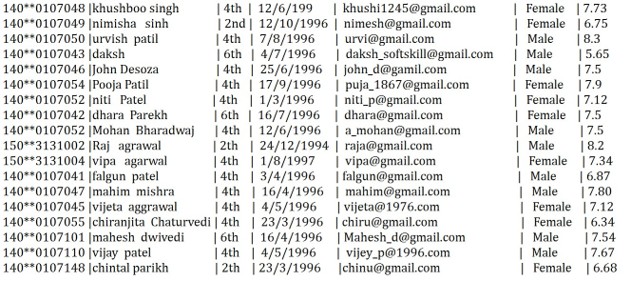 140**0107048 |khushboo singh | 4th | 12/6/199 | khushi1245@gmail.com | Female | 7.73
140**0107049 |nimisha sinh | 2nd | 12/10/1996 | nimesh@gmail.com | Female | 6.75
140**0107050 |urvish patil | 4th | 7/8/1996 | urvi@gmail.com | Male | 8.3
140**0107043 |daksh | 6th | 4/7/1996 | daksh_softskill@gmail.com | Male | 5.65
140**0107046 |John Desoza | 4th | 25/6/1996 | john_d@gamil.com | Male | 7.5
140**0107054 |Pooja Patil | 4th | 17/9/1996 | puja_1867@gmail.com | Female | 7.9
140**0107052 |niti Patel | 4th | 1/3/1996 | niti_p@gmail.com | Female | 7.12
140**0107042 |dhara Parekh | 6th | 16/7/1996 | dhara@gmail.com | Female | 7.5
140**0107052 |Mohan Bharadwaj | 4th | 12/6/1996 | a_mohan@gmail.com | Male | 7.5
150**3131002 |Raj agrawal | 2th | 24/12/1994 | raja@gmail.com | Male | 8.2
150**3131004 |vipa agarwal | 4th | 1/8/1997 | vipa@gmail.com | Female | 7.34
140**0107041 |falgun patel | 4th | 3/4/1996 |falgun@gmail.com | Male | 6.87
140**0107047 |mahim mishra | 4th | 16/4/1996 | mahim@gmail.com | Male | 7.80
140**0107045 |vijeta aggrawal | 4th | 4/5/1996 | vijeta@1976.com | Female | 7.12
140**0107055 |chiranjita Chaturvedi | 4th | 23/3/1996 | chiru@gmail.com | Female | 6.34
140**0107101 |mahesh dwivedi | 6th | 16/4/1996 | Mahesh_d@gmail.com | Male | 7.54
140**0107110 |vijay patel | 4th | 4/5/1996 | vijey_p@1996.com | Male | 7.67
140**0107148 |chintal parikh | 2th | 23/3/1996 |chinu@gmail.com | Female | 6.68